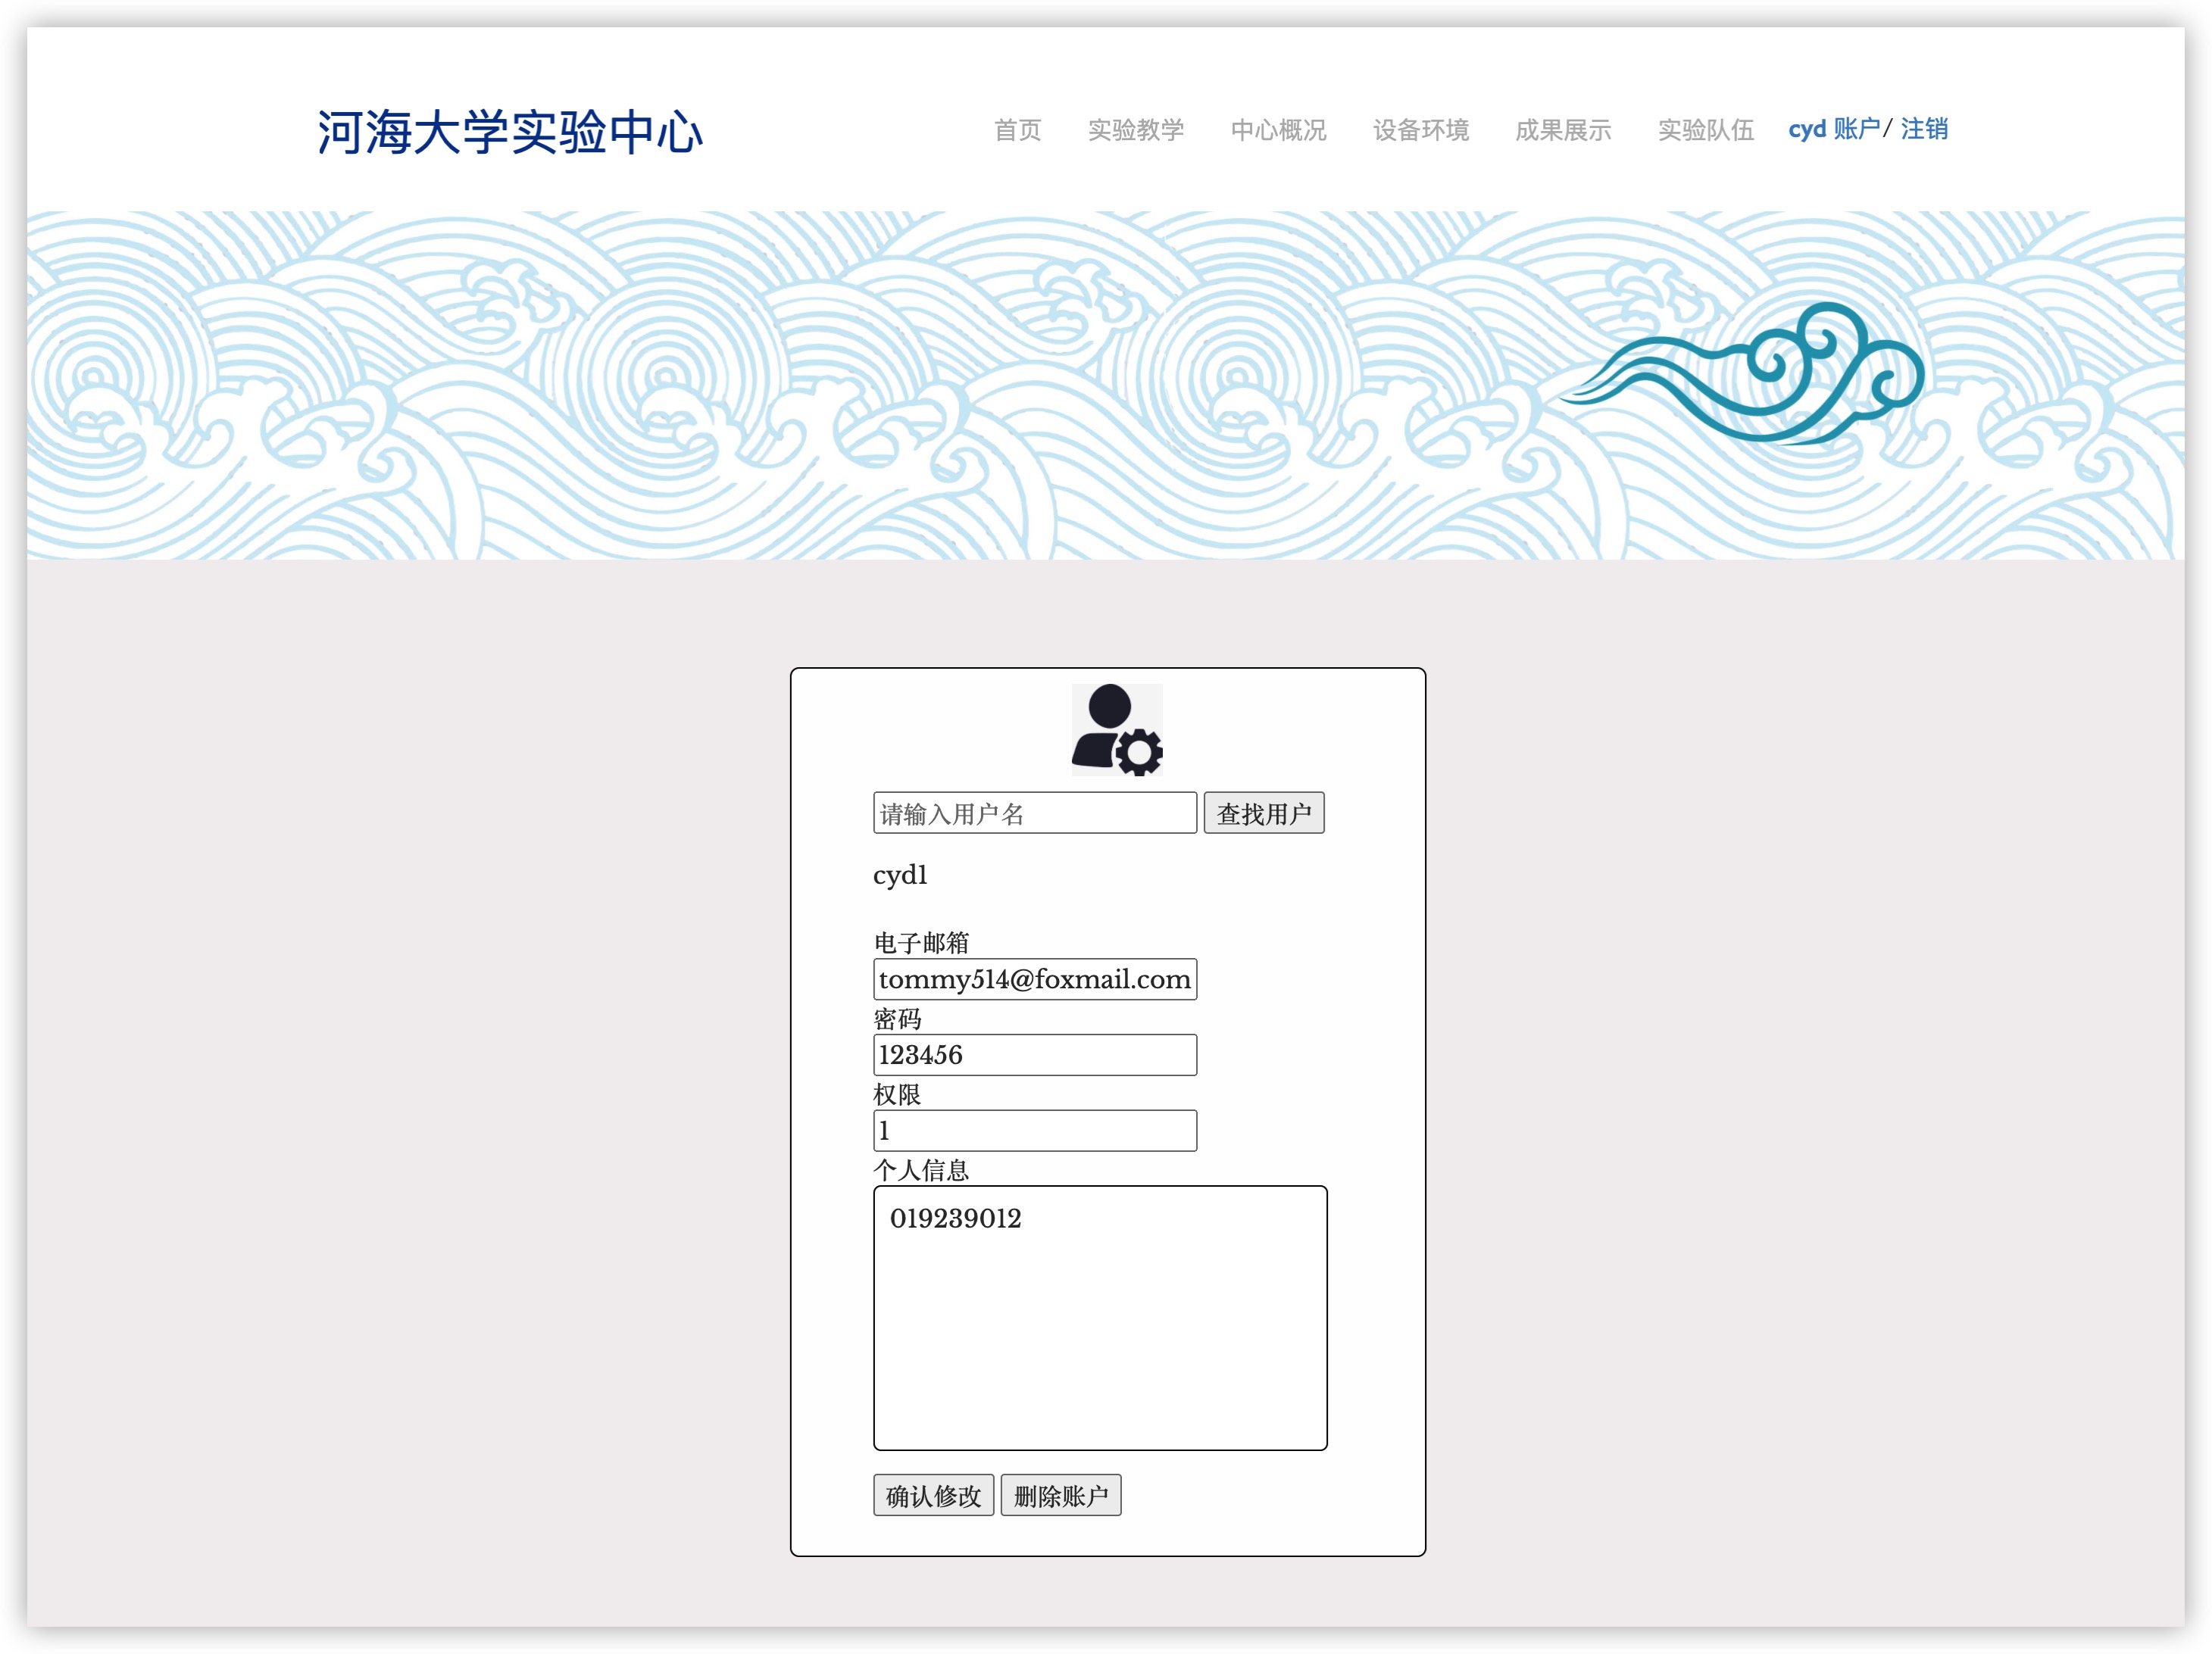 河海大学实验中心
首页 实验教学 中心概况 设备环境 成果展示 实验队伍 cyd 账户/ 注销
请输入用户名 查找用户
cyd1
电子邮箱
tommy514@foxmail.com
密码
123456
权限
1
个人信息
019239012
确认修改 删除账户